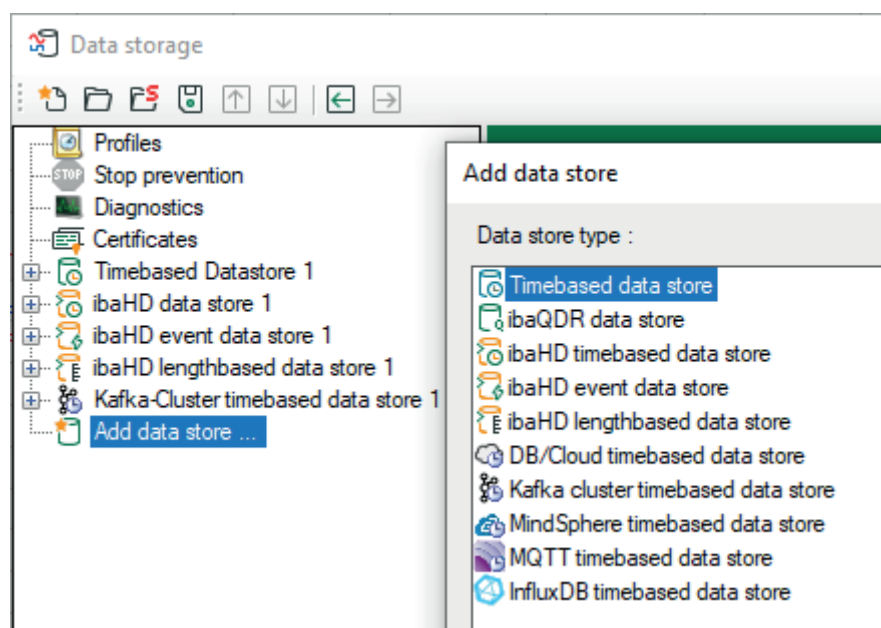 Data storage
Profiles
STOP Stop prevention
Diagnostics
Certificates
Timebased Datastore 1
ibaHD data store 1
ibaHD event data store 1
ibaHD lengthbased data store 1
Kafka-Cluster timebased data store 1
Add data store ...
Add data store
Data store type :
Timebased data store
ibaQDR data store
ibaHD timebased data store
ibaHD event data store
ibaHD lengthbased data store
DB/Cloud timebased data store
Kafka cluster timebased data store
MindSphere timebased data store
MQTT timebased data store
InfluxDB timebased data store